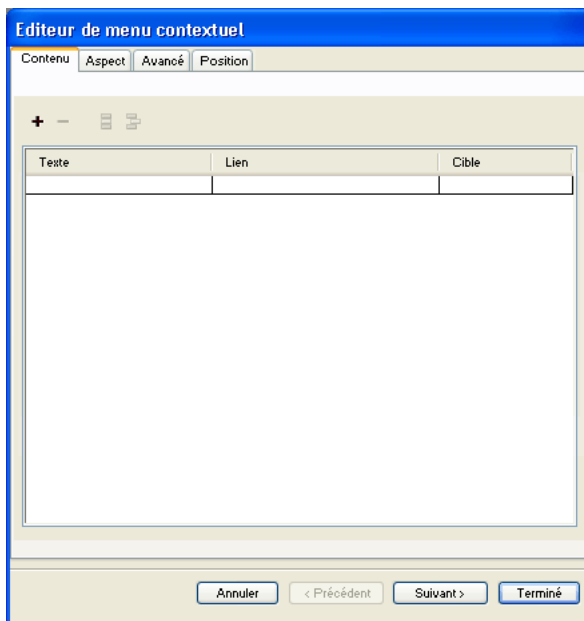 Editeur de menu contextuel
Contenu Aspect Avancé Position
Texte Lien Cible
Annuler < Précédent Suivant > Terminé